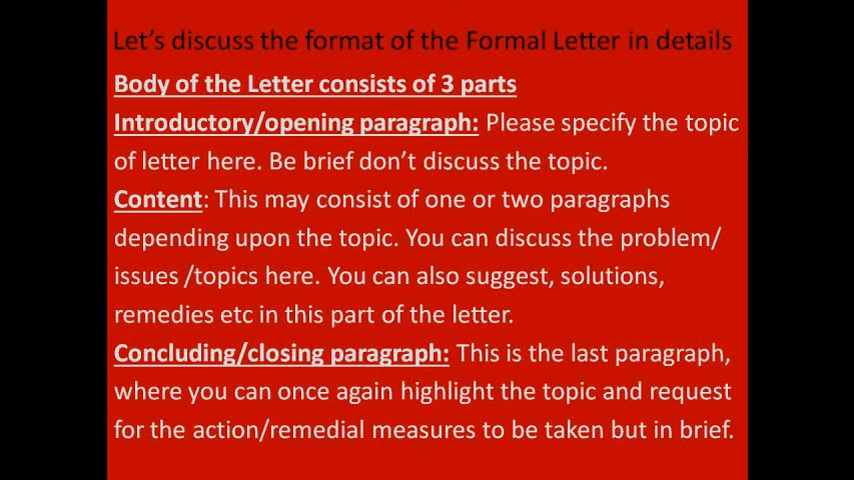 Let's discuss the format of the Formal Letter in details
Body of the Letter consists of 3 parts
Introductory/opening paragraph: Please specify the topic
of letter here. Be brief don't discuss the topic.
Content: This may consist of one or two paragraphs
depending upon the topic. You can discuss the problem/
issues /topics here. You can also suggest, solutions,
remedies etc in this part of the letter.
Concluding/closing paragraph: This is the last paragraph,
where you can once again highlight the topic and request
for the action/remedial measures to be taken but in brief.